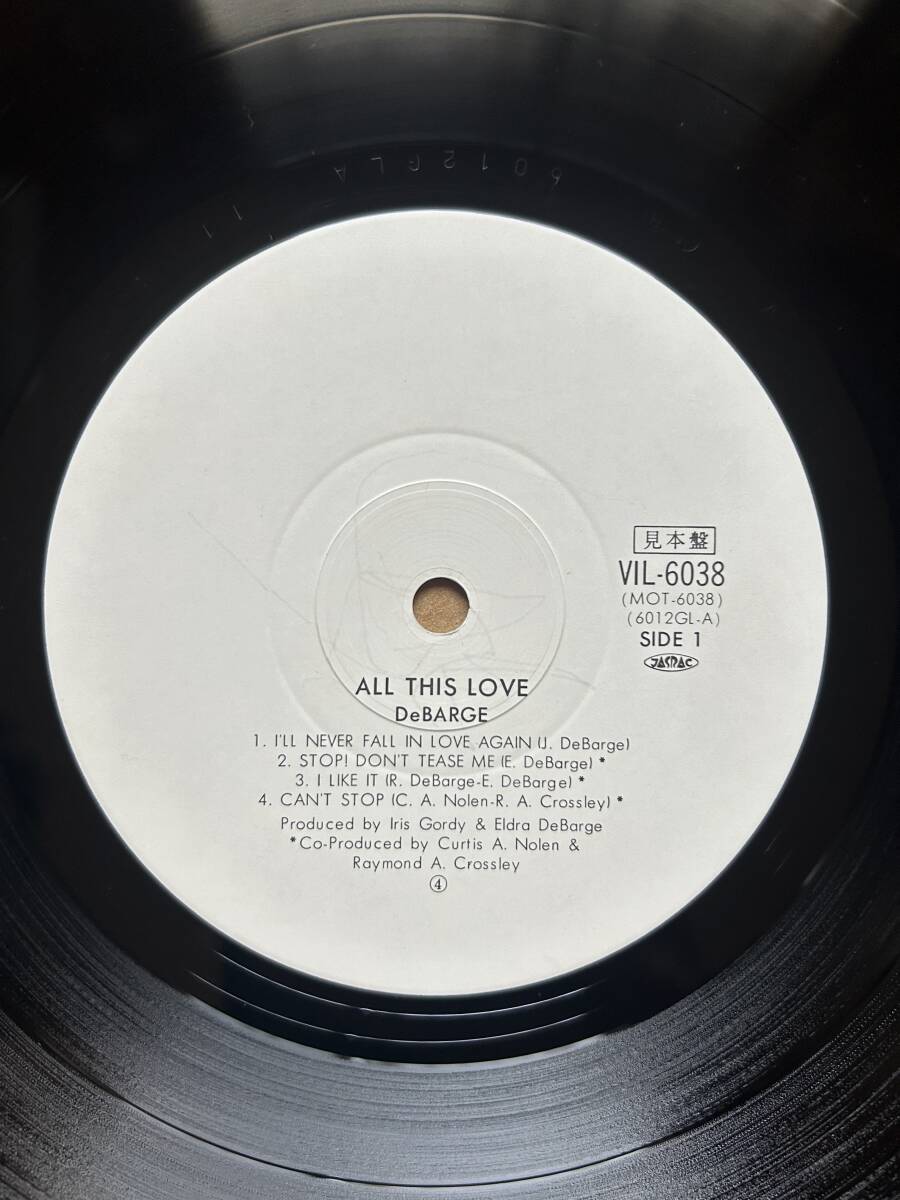 6012GLA
11
見本盤
VIL-6038
(MOT-6038)
(6012GL-A)
SIDE 1
JASRAC
ALL THIS LOVE
DeBARGE
1. I'LL NEVER FALL IN LOVE AGAIN (J. DeBarge)
2. STOP! DON'T TEASE ME (E. DeBarge) *
3. I LIKE IT (R. DeBarge-E. DeBarge) *
4. CAN'T STOP (C. A. Nolen-R. A. Crossley) *
Produced by Iris Gordy & Eldra DeBarge
*Co-Produced by Curtis A. Nolen &
Raymond A. Crossley
④